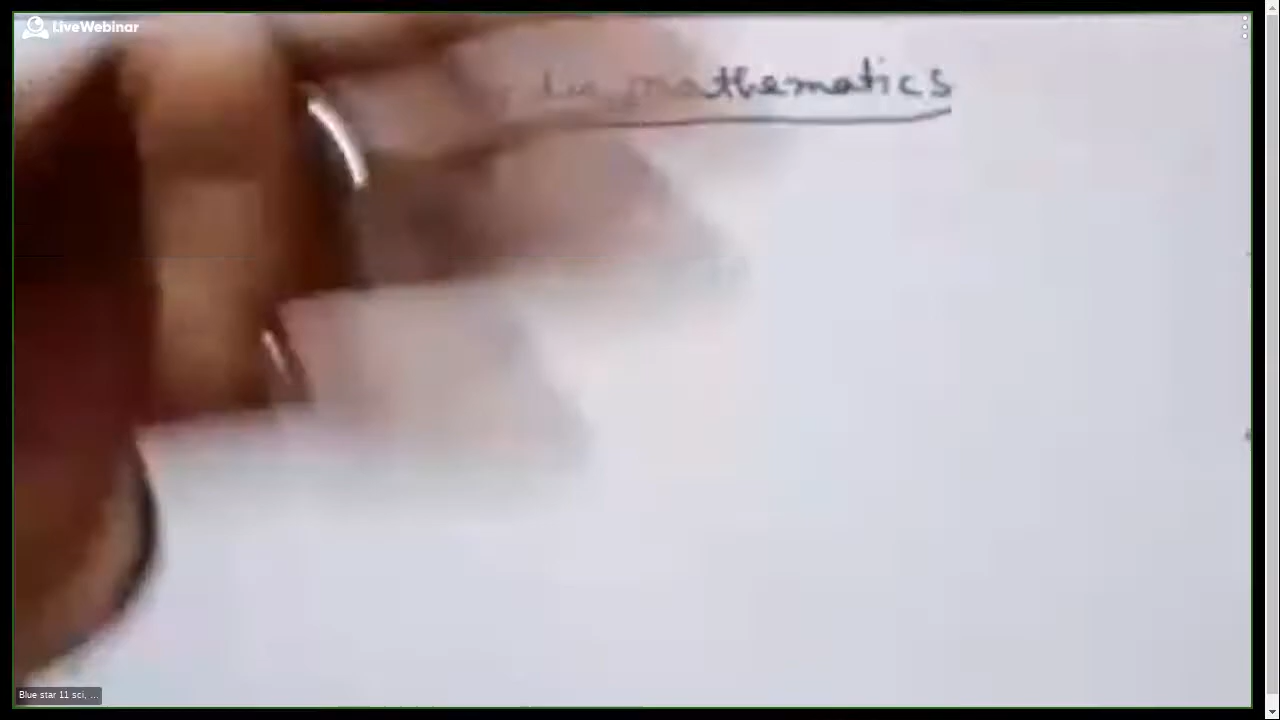 LiveWebinar
mathematics
Blue star 11 sci, ...